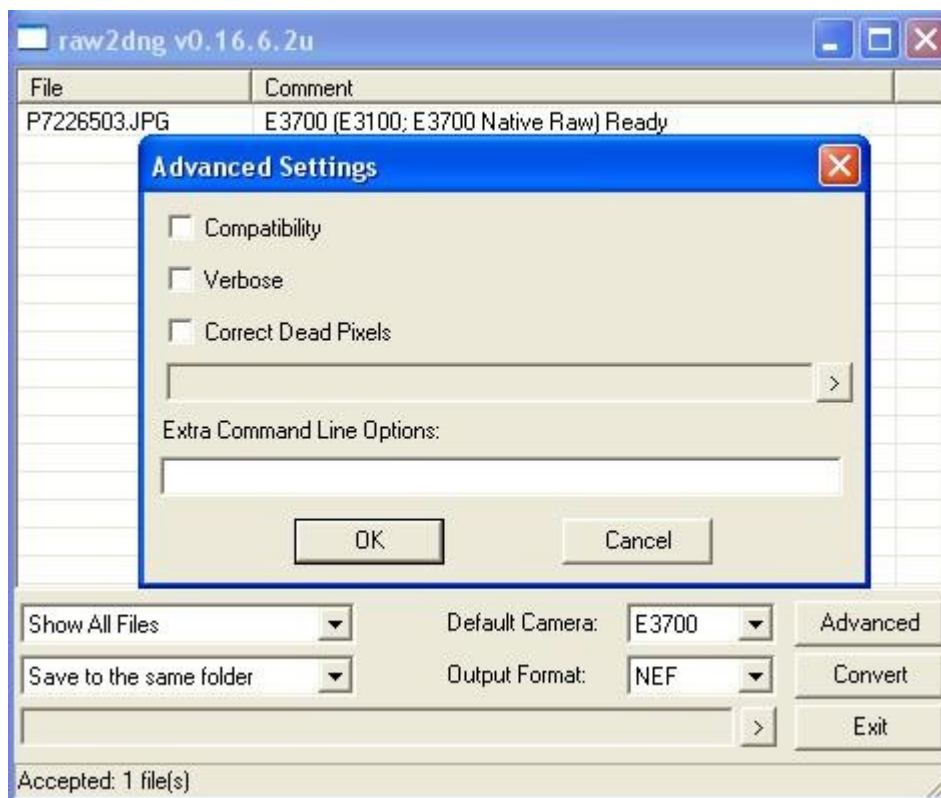 raw2dng v0.16.6.2u
File Comment
P7226503.JPG E3700 (E3100; E3700 Native Raw) Ready
Advanced Settings
Compatibility
Verbose
Correct Dead Pixels
>
Extra Command Line Options:
OK Cancel
Show All Files Default Camera: E3700 Advanced
Save to the same folder Output Format: NEF Convert
> Exit
Accepted: 1 file(s)